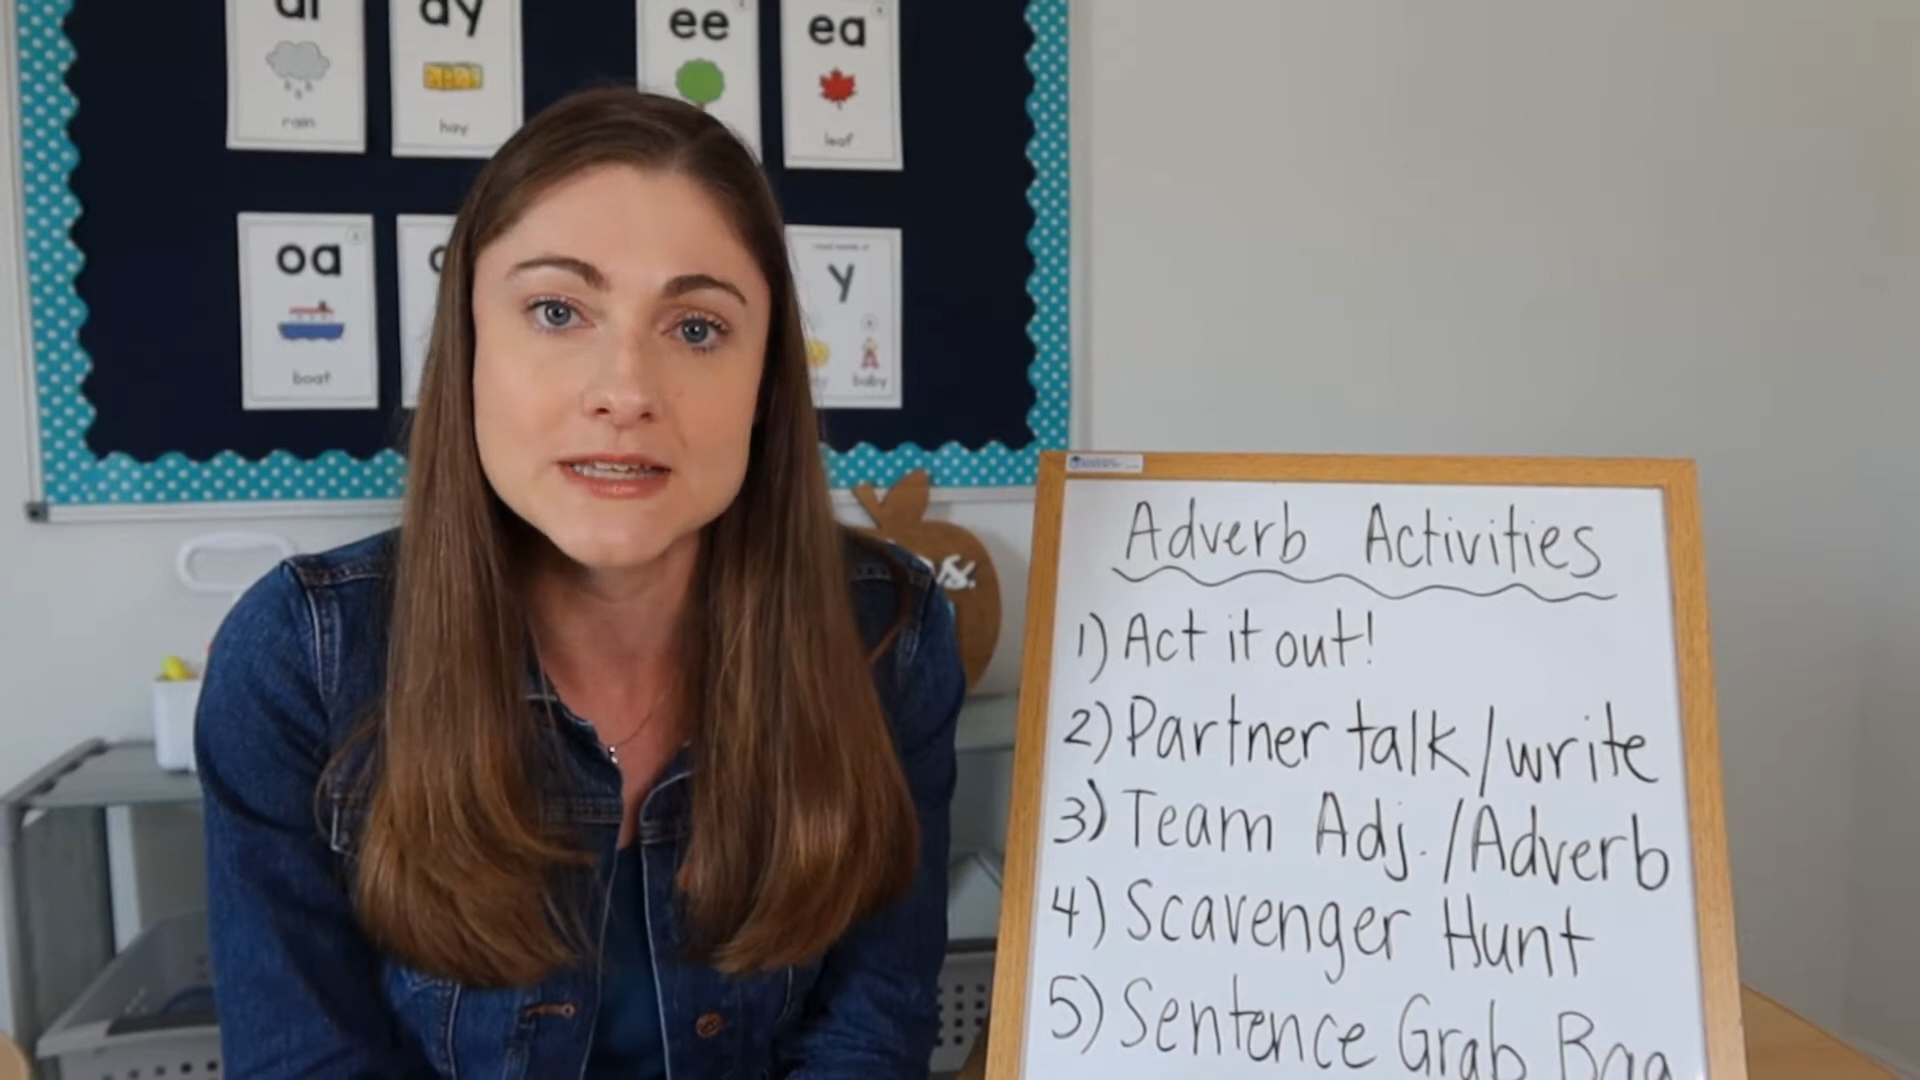 ai
ay
ee
ea
rain
hay
leaf
oa
y
boat
baby
Adverb Activities
1) Act it out!
2) Partner talk/write
3) Team Adj./Adverb
4) Scavenger Hunt
5) Sentence Grab Bag